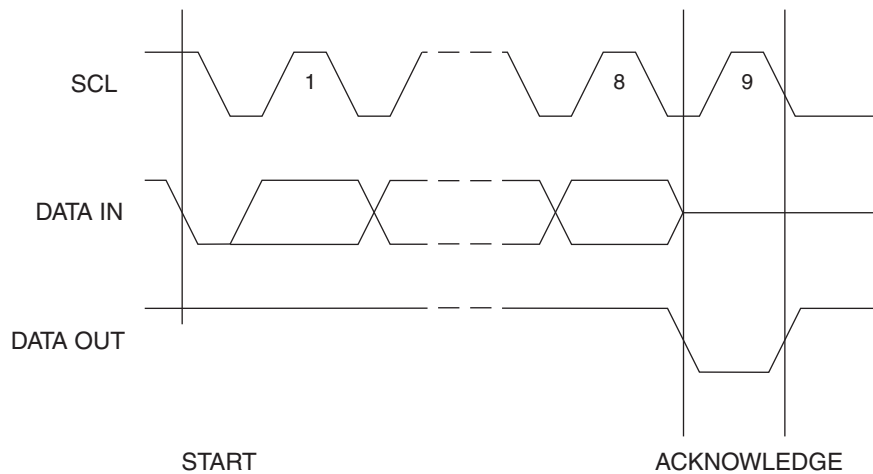 SCL
1
8
9
DATA IN
DATA OUT
START
ACKNOWLEDGE